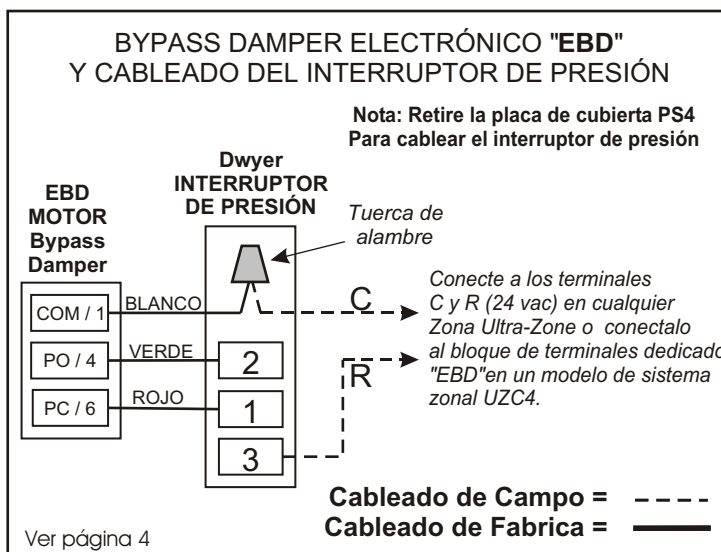 BYPASS DAMPER ELECTRÓNICO "EBD"
Y CABLEADO DEL INTERRUPTOR DE PRESIÓN
Nota: Retire la placa de cubierta PS4
Para cablear el interruptor de presión
Dwyer
INTERRUPTOR
DE PRESIÓN
EBD
MOTOR
Bypass
Damper
Tuerca de
alambre
COM / 1
BLANCO
C
PO / 4
VERDE
2
R
PC / 6
ROJO
1
3
Conecte a los terminales
C y R (24 vac) en cualquier
Zona Ultra-Zone o conectalo
al bloque de terminales dedicado
"EBD"en un modelo de sistema
zonal UZC4.
Cableado de Campo =
Cableado de Fabrica =
Ver página 4